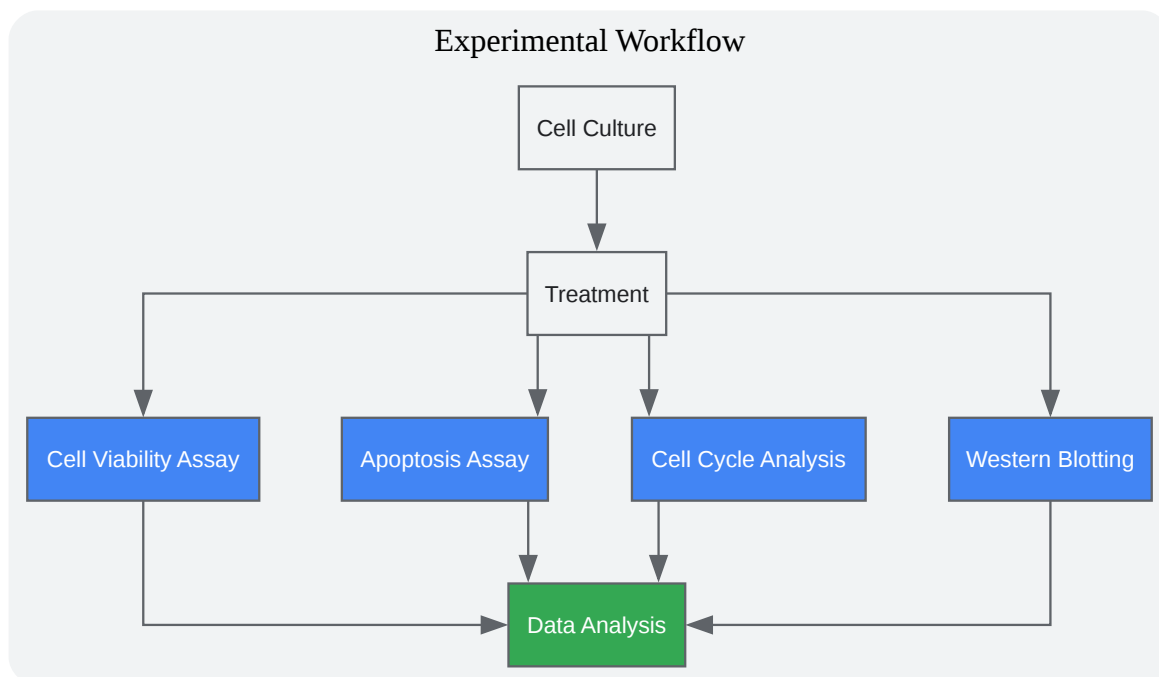 Experimental Workflow
Cell Culture
Treatment
Cell Viability Assay
Apoptosis Assay
Cell Cycle Analysis
Western Blotting
Data Analysis